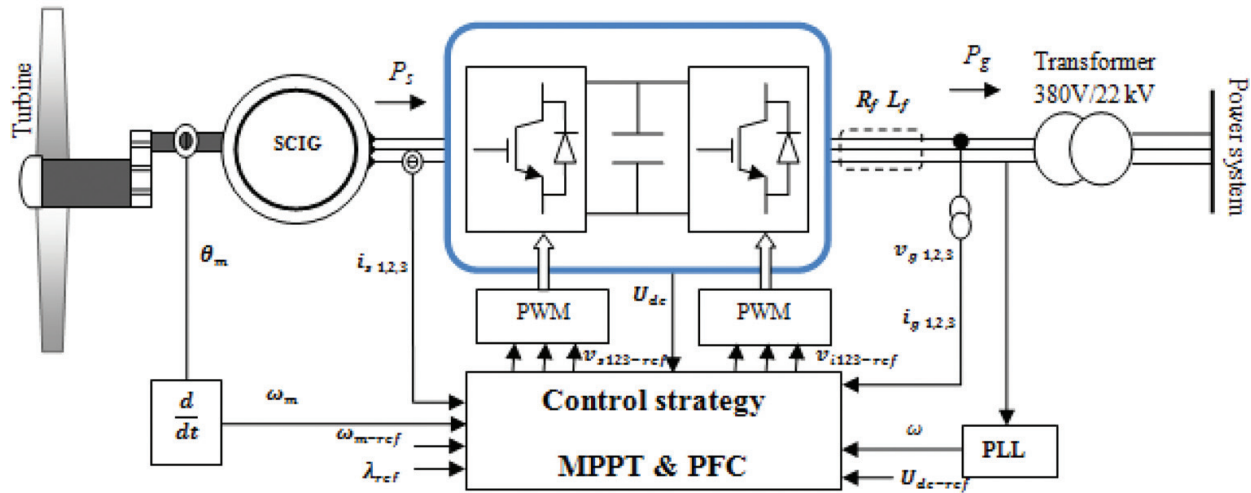 Turbine
SCIG
P_s
P_g
Transformer
380V/22 kV
R_f L_f
Power system
θ_m
i_s 1,2,3
U_dc
v_g 1,2,3
i_g 1,2,3
PWM
PWM
v_s123-ref
v_i123-ref
d
dt
ω_m
ω_m-ref
λ_ref
Control strategy
MPPT & PFC
ω
PLL
U_dc-ref